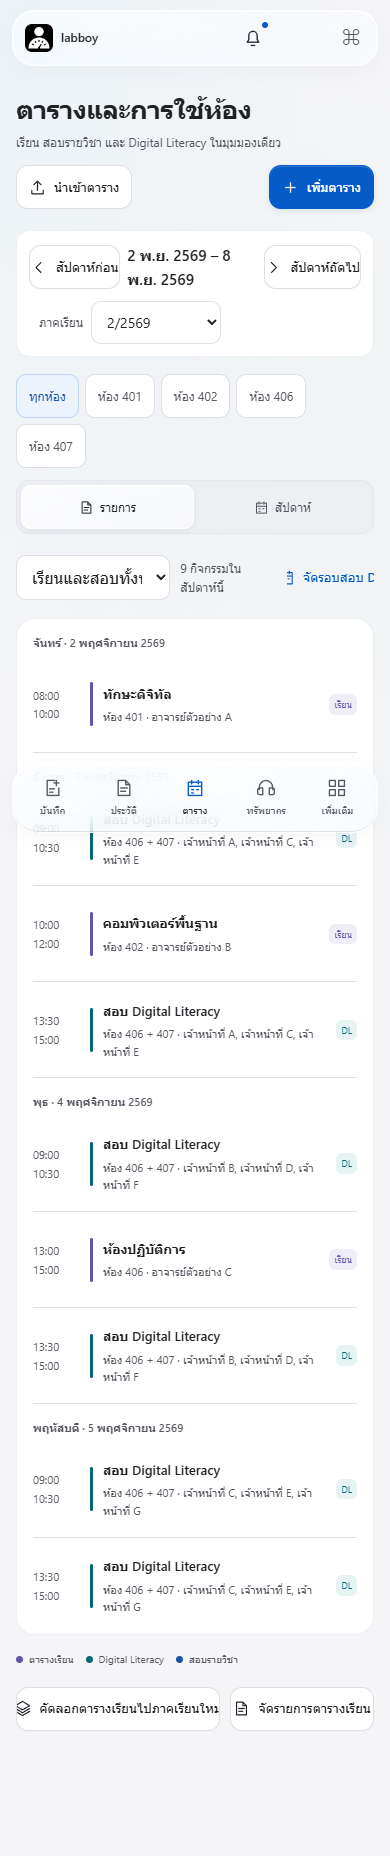 labboy
ตารางและการใช้ห้อง
เรียน สอบรายวิชา และ Digital Literacy ในมุมมองเดียว
นำเข้าตาราง
เพิ่มตาราง
สัปดาห์ก่อน
2 พ.ย. 2569 – 8
พ.ย. 2569
สัปดาห์ถัดไป
ภาคเรียน
2/2569
ทุกห้อง
ห้อง 401
ห้อง 402
ห้อง 406
ห้อง 407
รายการ
สัปดาห์
เรียนและสอบทั้ง
9 กิจกรรมใน
สัปดาห์นี้
จัดรอบสอบ D
จันทร์ · 2 พฤศจิกายน 2569
08:00
10:00
ทักษะดิจิทัล
ห้อง 401 · อาจารย์ตัวอย่าง A
เรียน
บันทึก
ประวัติ
ตาราง
ทรัพยากร
เพิ่มเติม
09:00
10:30
สอบ Digital Literacy
ห้อง 406 + 407 · เจ้าหน้าที่ A, เจ้าหน้าที่ C, เจ้า
หน้าที่ E
DL
10:00
12:00
คอมพิวเตอร์พื้นฐาน
ห้อง 402 · อาจารย์ตัวอย่าง B
เรียน
13:30
15:00
สอบ Digital Literacy
ห้อง 406 + 407 · เจ้าหน้าที่ A, เจ้าหน้าที่ C, เจ้า
หน้าที่ E
DL
พุธ · 4 พฤศจิกายน 2569
09:00
10:30
สอบ Digital Literacy
ห้อง 406 + 407 · เจ้าหน้าที่ B, เจ้าหน้าที่ D, เจ้า
หน้าที่ F
DL
13:00
15:00
ห้องปฏิบัติการ
ห้อง 406 · อาจารย์ตัวอย่าง C
เรียน
13:30
15:00
สอบ Digital Literacy
ห้อง 406 + 407 · เจ้าหน้าที่ B, เจ้าหน้าที่ D, เจ้า
หน้าที่ F
DL
พฤหัสบดี · 5 พฤศจิกายน 2569
09:00
10:30
สอบ Digital Literacy
ห้อง 406 + 407 · เจ้าหน้าที่ C, เจ้าหน้าที่ E, เจ้า
หน้าที่ G
DL
13:30
15:00
สอบ Digital Literacy
ห้อง 406 + 407 · เจ้าหน้าที่ C, เจ้าหน้าที่ E, เจ้า
หน้าที่ G
DL
ตารางเรียน
Digital Literacy
สอบรายวิชา
คัดลอกตารางเรียนไปภาคเรียนใหม่
จัดรายการตารางเรียน